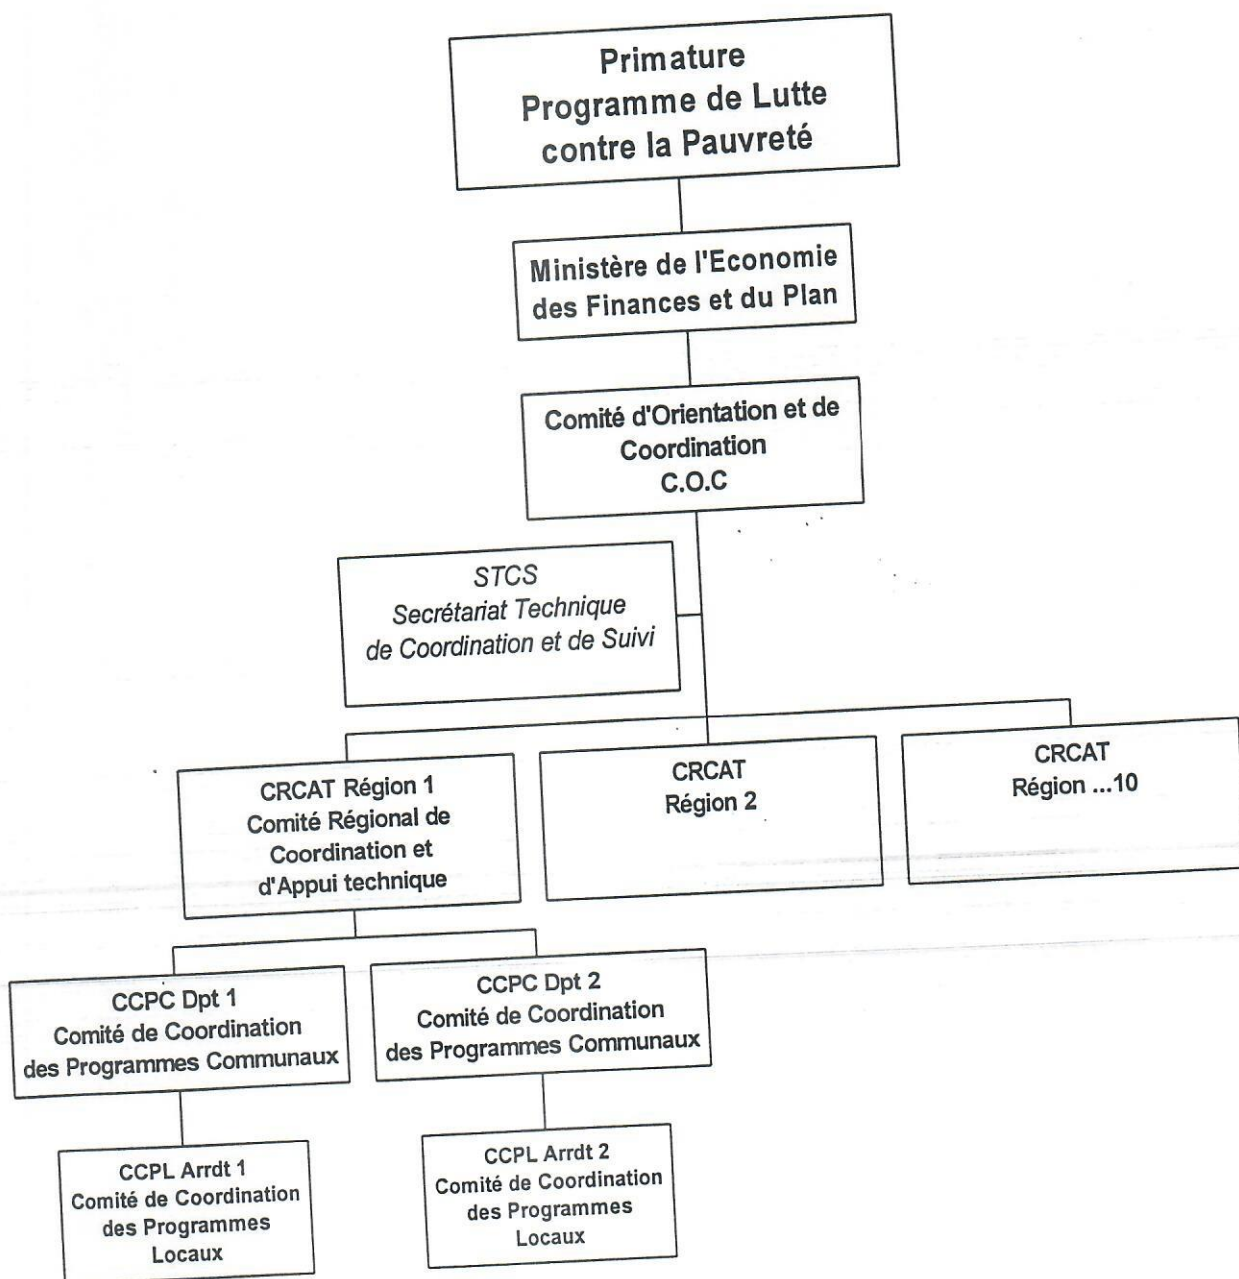 Primature
Programme de Lutte
contre la Pauvreté
Ministère de l'Economie
des Finances et du Plan
Comité d'Orientation et de
Coordination
C.O.C
STCS
Secrétariat Technique
de Coordination et de Suivi
CRCAT Région 1
Comité Régional de
Coordination et
d'Appui technique
CRCAT
Région 2
CRCAT
Région ...10
CCPC Dpt 1
Comité de Coordination
des Programmes Communaux
CCPC Dpt 2
Comité de Coordination
des Programmes Communaux
CCPL Arrdt 1
Comité de Coordination
des Programmes
Locaux
CCPL Arrdt 2
Comité de Coordination
des Programmes
Locaux